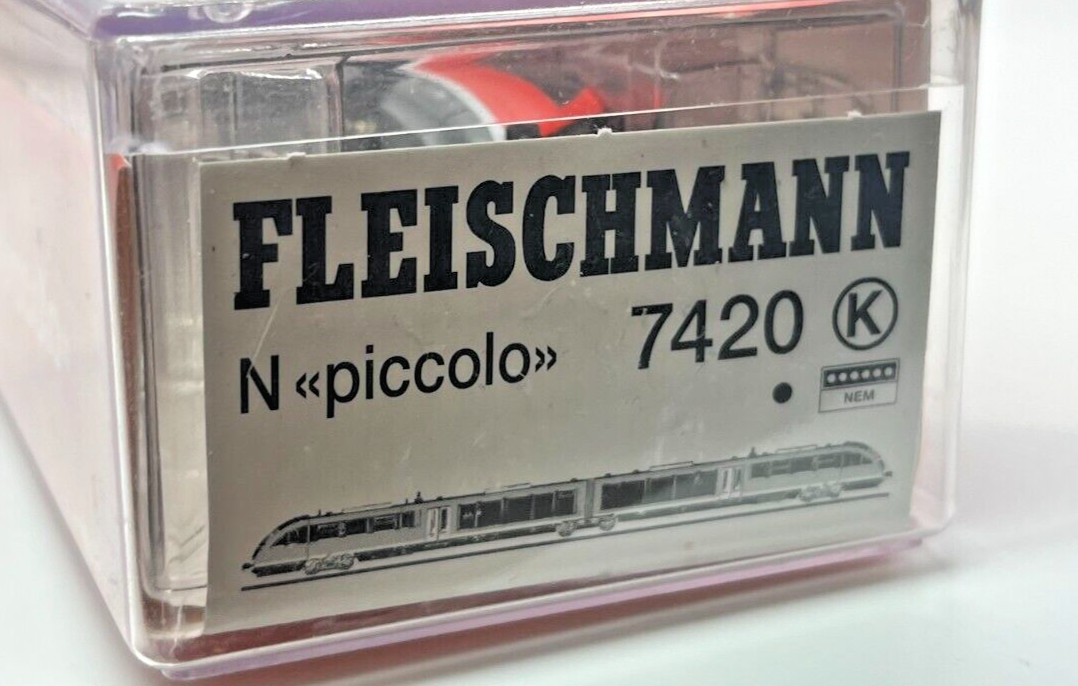 FLEISCHMANN
N «piccolo» 7420 K
NEM